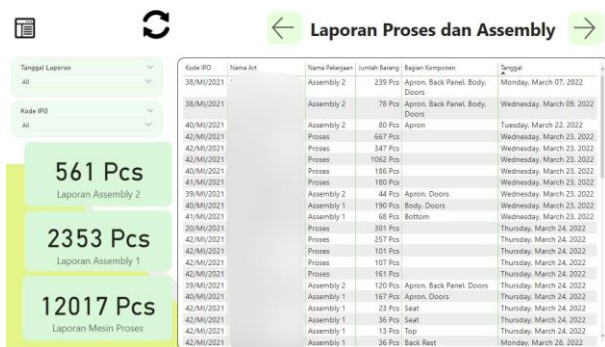 Laporan Proses dan Assembly
Tanggal Laporan
All
Kode IPO
All
561 Pcs
Laporan Assembly 2
2353 Pcs
Laporan Assembly 1
12017 Pcs
Laporan Mesin Proses
Kode IPO Nama Art Nama Pekerjaan Jumlah Barang Bagian Komponen Tanggal
38/MI/2021 Assembly 2 239 Pcs Apron, Back Panel, Body, Monday, March 07, 2022
Doors
38/MI/2021 Assembly 2 78 Pcs Apron, Back Panel, Body, Wednesday, March 09, 2022
Doors
40/MI/2021 Assembly 2 80 Pcs Apron Tuesday, March 22, 2022
42/MI/2021 Proses 667 Pcs Wednesday, March 23, 2022
42/MI/2021 Proses 347 Pcs Wednesday, March 23, 2022
42/MI/2021 Proses 1062 Pcs Wednesday, March 23, 2022
40/MI/2021 Proses 186 Pcs Wednesday, March 23, 2022
41/MI/2021 Proses 180 Pcs Wednesday, March 23, 2022
39/MI/2021 Assembly 2 44 Pcs Apron, Doors Wednesday, March 23, 2022
40/MI/2021 Assembly 1 190 Pcs Body, Doors Wednesday, March 23, 2022
41/MI/2021 Assembly 1 68 Pcs Bottom Wednesday, March 23, 2022
20/MI/2021 Proses 301 Pcs Thursday, March 24, 2022
42/MI/2021 Proses 257 Pcs Thursday, March 24, 2022
42/MI/2021 Proses 101 Pcs Thursday, March 24, 2022
42/MI/2021 Proses 107 Pcs Thursday, March 24, 2022
42/MI/2021 Proses 161 Pcs Thursday, March 24, 2022
39/MI/2021 Assembly 2 120 Pcs Apron, Back Panel, Doors Thursday, March 24, 2022
40/MI/2021 Assembly 1 167 Pcs Apron, Doors Thursday, March 24, 2022
42/MI/2021 Assembly 1 23 Pcs Seat Thursday, March 24, 2022
42/MI/2021 Assembly 1 36 Pcs Seat Thursday, March 24, 2022
42/MI/2021 Assembly 1 13 Pcs Top Thursday, March 24, 2022
42/MI/2021 Assembly 1 36 Pcs Back Rest Monday, March 28, 2022